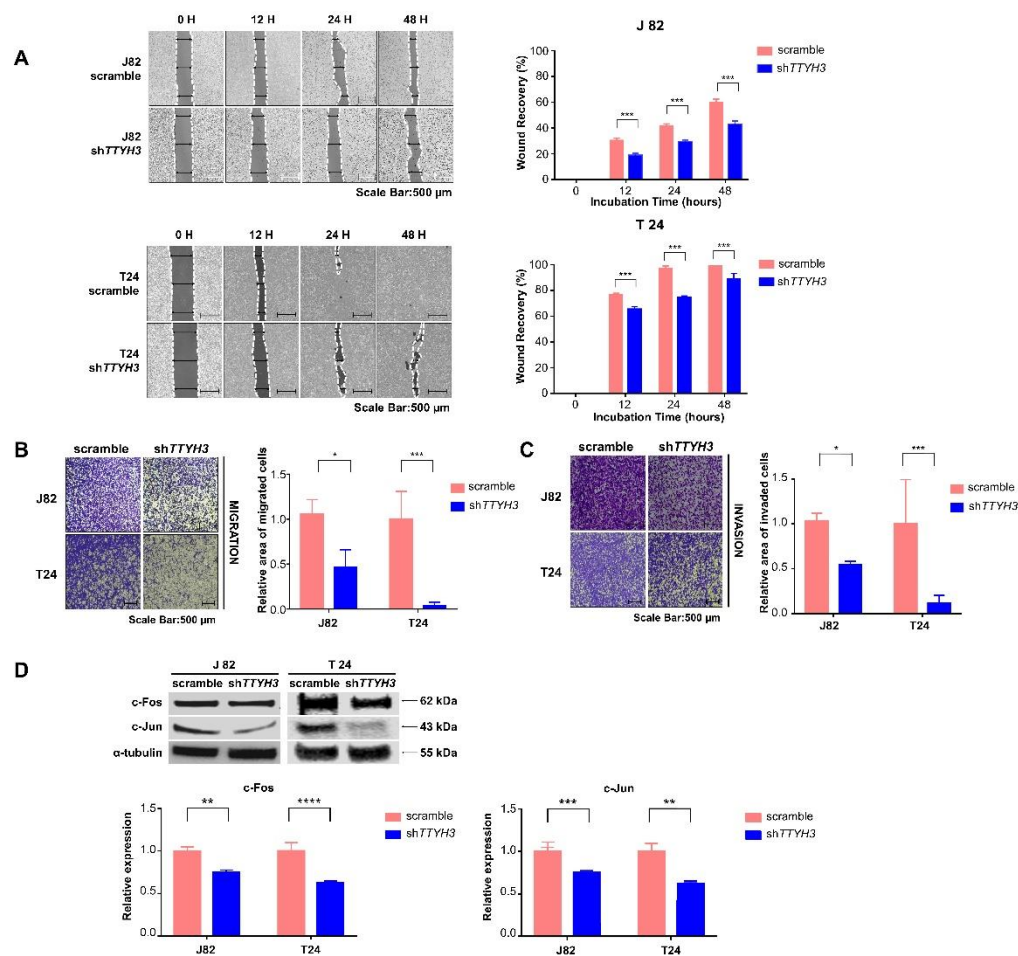 A
0 H 12 H 24 H 48 H
J82
scramble
J82
shTTYH3
Scale Bar:500 µm
J 82
Wound Recovery (%)
100
80
60
40
20
0
*** *** ***
0 12 24 48
Incubation Time (hours)
scramble
shTTYH3
0 H 12 H 24 H 48 H
T24
scramble
T24
shTTYH3
Scale Bar:500 µm
T 24
Wound Recovery (%)
100
80
60
40
20
0
*** *** ***
0 12 24 48
Incubation Time (hours)
scramble
shTTYH3
B
scramble shTTYH3
J82
T24
MIGRATION
Scale Bar:500 µm
Relative area of migrated cells
1.5
1.0
0.5
0.0
* ***
J82 T24
scramble
shTTYH3
C
scramble shTTYH3
J82
T24
INVASION
Scale Bar:500 µm
Relative area of invaded cells
1.5
1.0
0.5
0.0
* ***
J82 T24
scramble
shTTYH3
D
J 82 T 24
scramble shTTYH3 scramble shTTYH3
c-Fos 62 kDa
c-Jun 43 kDa
α-tubulin 55 kDa
c-Fos
Relative expression
1.5
1.0
0.5
0.0
** ****
J82 T24
scramble
shTTYH3
c-Jun
Relative expression
1.5
1.0
0.5
0.0
*** **
J82 T24
scramble
shTTYH3